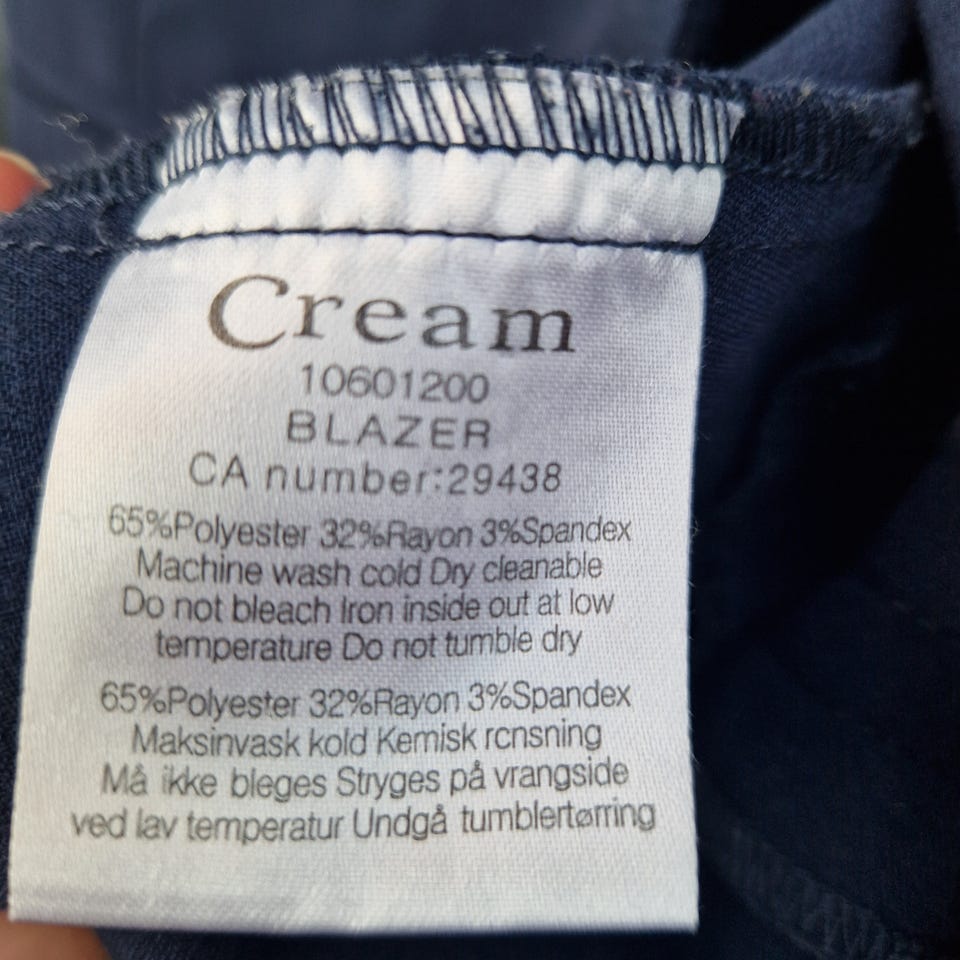 Cream
10601200
BLAZER
CA number:29438
65%Polyester 32%Rayon 3%Spandex
Machine wash cold Dry cleanable
Do not bleach Iron inside out at low
temperature Do not tumble dry
65%Polyester 32%Rayon 3%Spandex
Maksinvask kold Kemisk rcnsning
Må ikke bleges Stryges på vrangside
ved lav temperatur Undgå tumblertørring